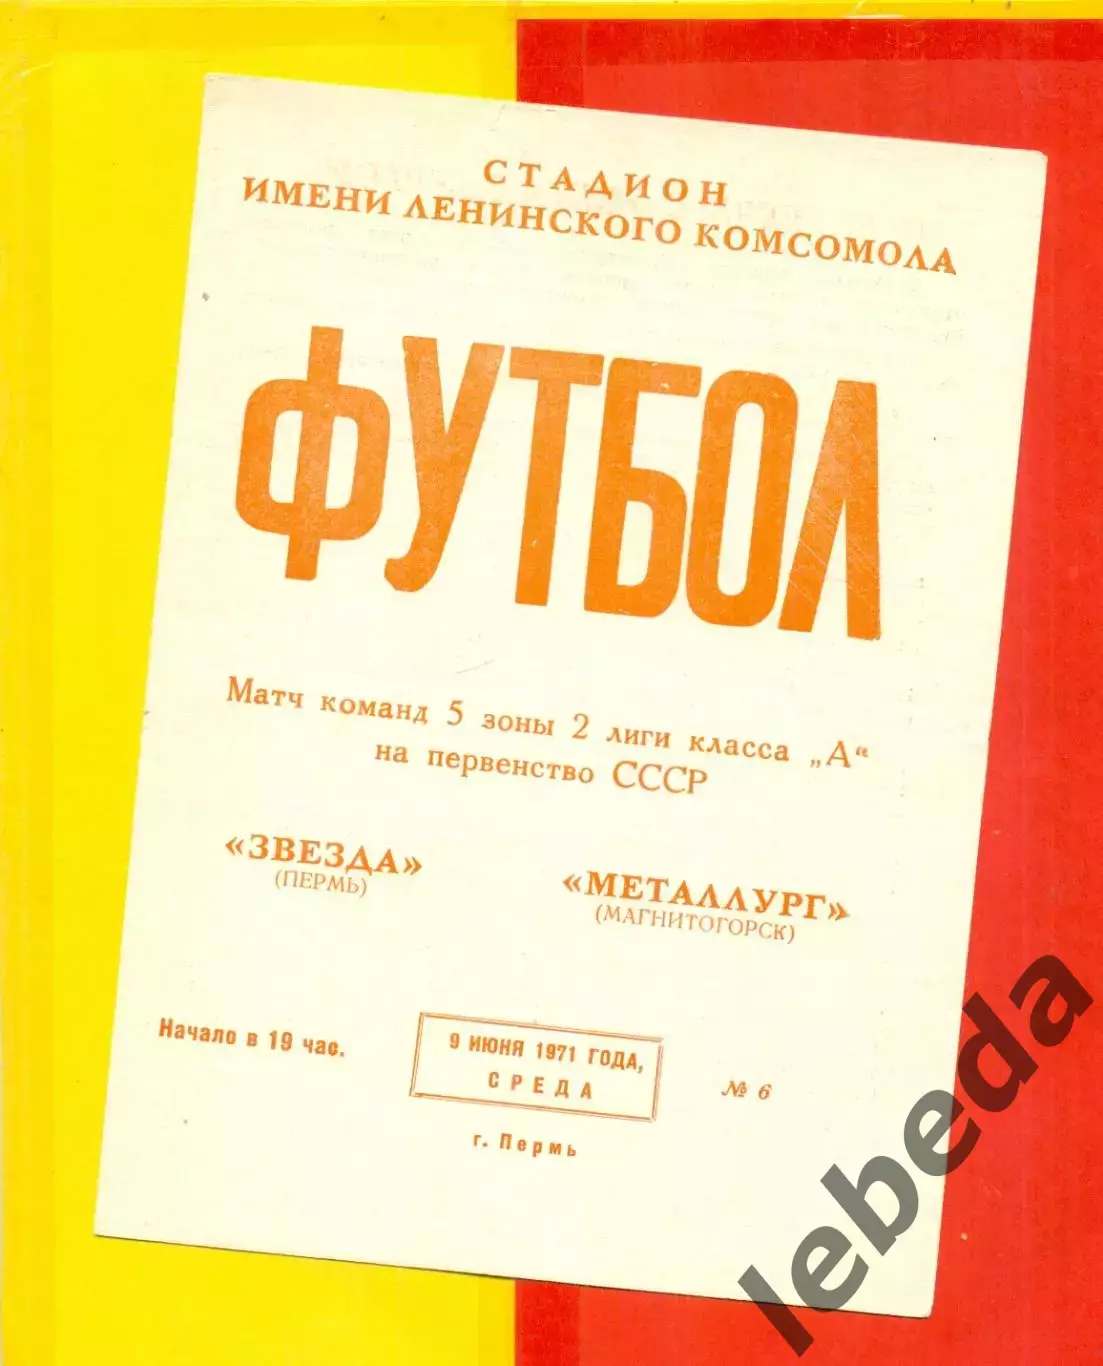 СТАДИОН
ИМЕНИ ЛЕНИНСКОГО КОМСОМОЛА
ФУТБОЛ
Матч команд 5 зоны 2 лиги класса „А“
на первенство СССР
«ЗВЕЗДА»
(ПЕРМЬ)
«МЕТАЛЛУРГ»
(МАГНИТОГОРСК)
Начало в 19 час.
9 ИЮНЯ 1971 ГОДА,
СРЕДА
№ 6
г. Пермь
lebeda